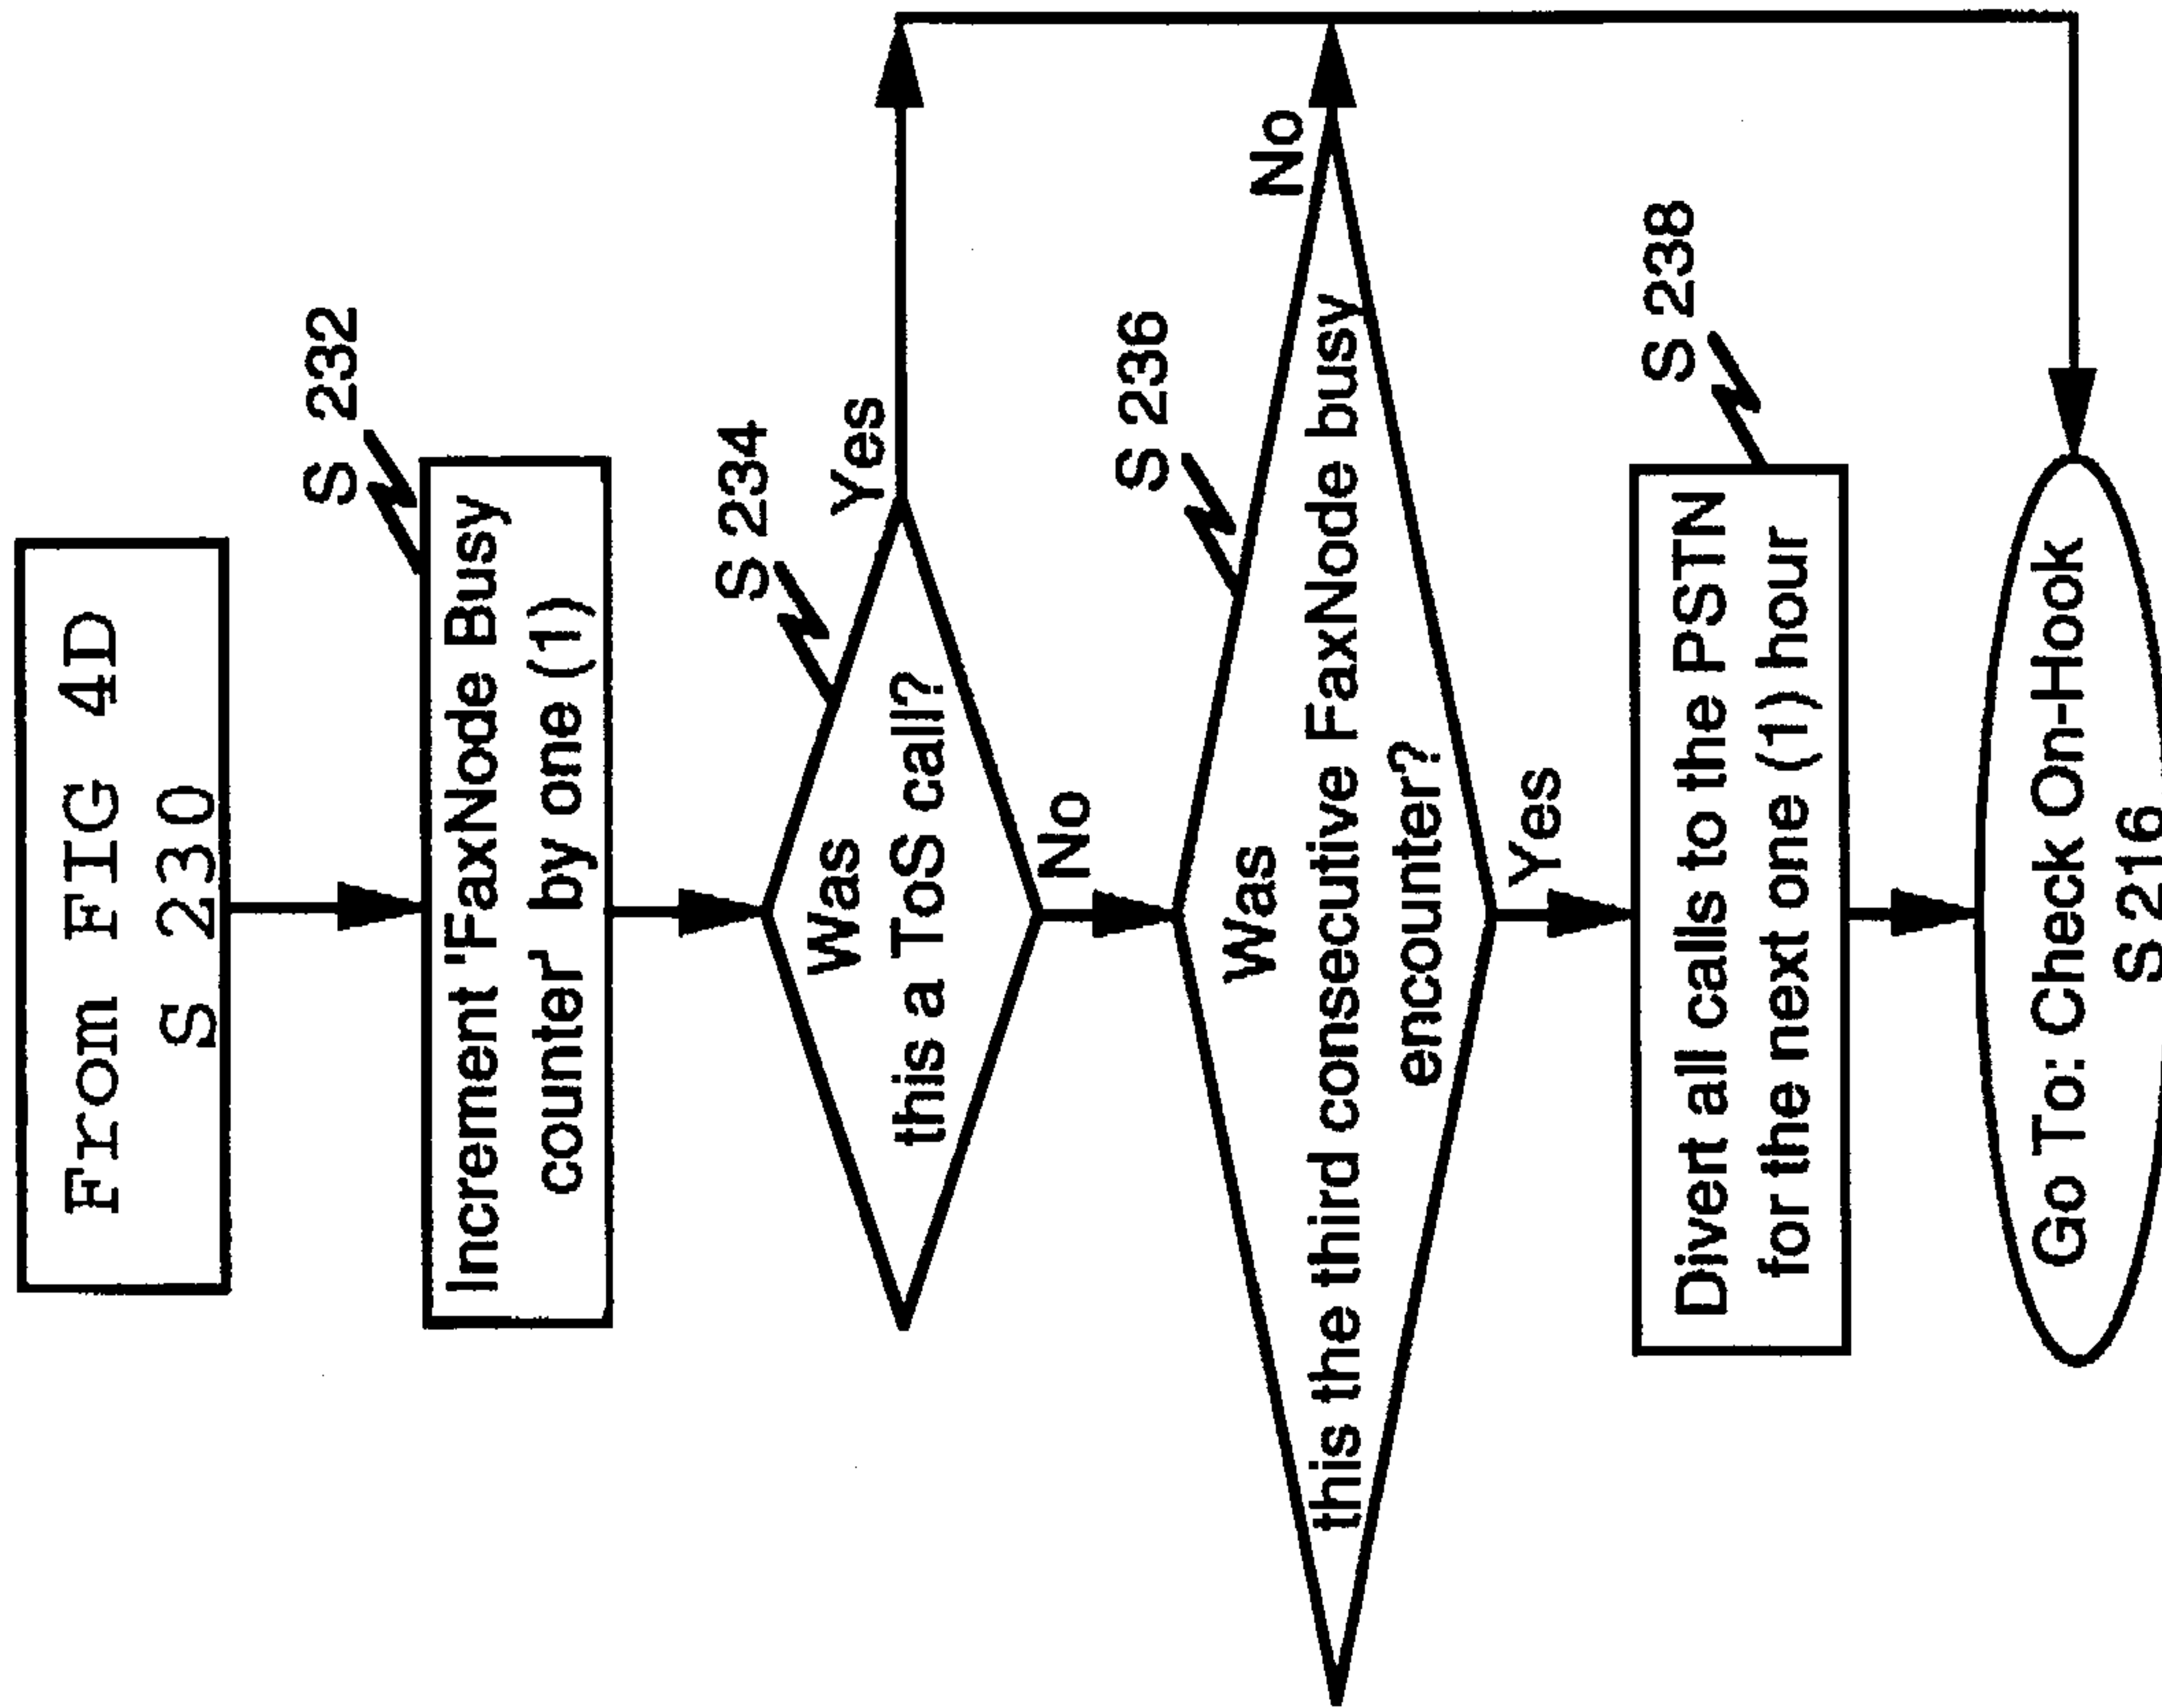 From FIG 4D
S 230
S 232
Increment 'FaxNode Busy
counter' by one (1)
S 234
Was
this a ToS call?
Yes
No
S 236
Was
this the third consecutive FaxNode busy
encounter?
No
Yes
S 238
Divert all calls to the PSTN
for the next one (1) hour
Go To: Check On-Hook
S 216